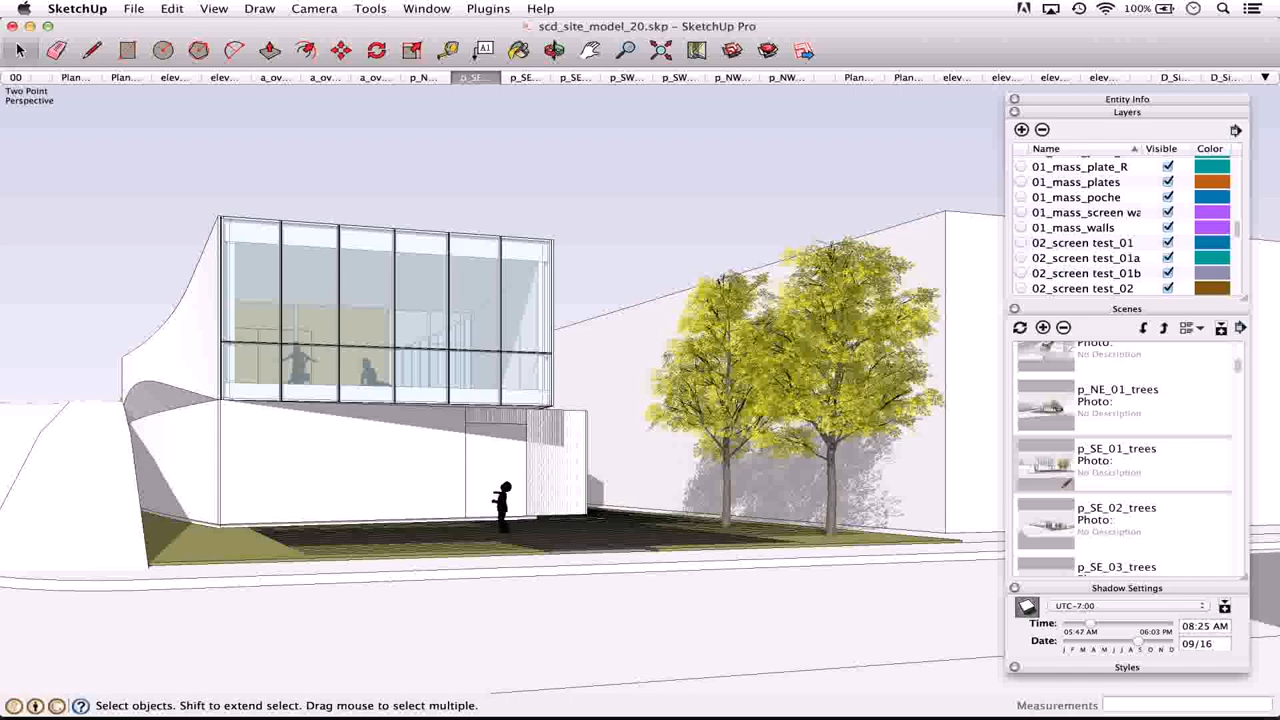 SketchUp File Edit View Draw Camera Tools Window Plugins Help 100%
scd_site_model_20.skp - SketchUp Pro
A1
00 Plan... Plan... elev... elev... a_ov... a_ov... a_ov... p_N... p_SE... p_SE... p_SE... p_SW... p_SW... p_NW... p_NW... Plan... Plan... elev... elev... elev... elev... D_Si... D_Si...
Two Point
Perspective
Entity Info
Layers
Name Visible Color
01_mass_plate_R
01_mass_plates
01_mass_poche
01_mass_screen wa
01_mass_walls
02_screen test_01
02_screen test_01a
02_screen test_01b
02_screen test_02
Scenes
Photo:
No Description
p_NE_01_trees
Photo:
No Description
p_SE_01_trees
Photo:
No Description
p_SE_02_trees
Photo:
No Description
p_SE_03_trees
Shadow Settings
UTC-7:00
Time: 08:25 AM
05:47 AM 06:03 PM
Date: 09/16
J F M A M J J A S O N D
Styles
Select objects. Shift to extend select. Drag mouse to select multiple.
Measurements